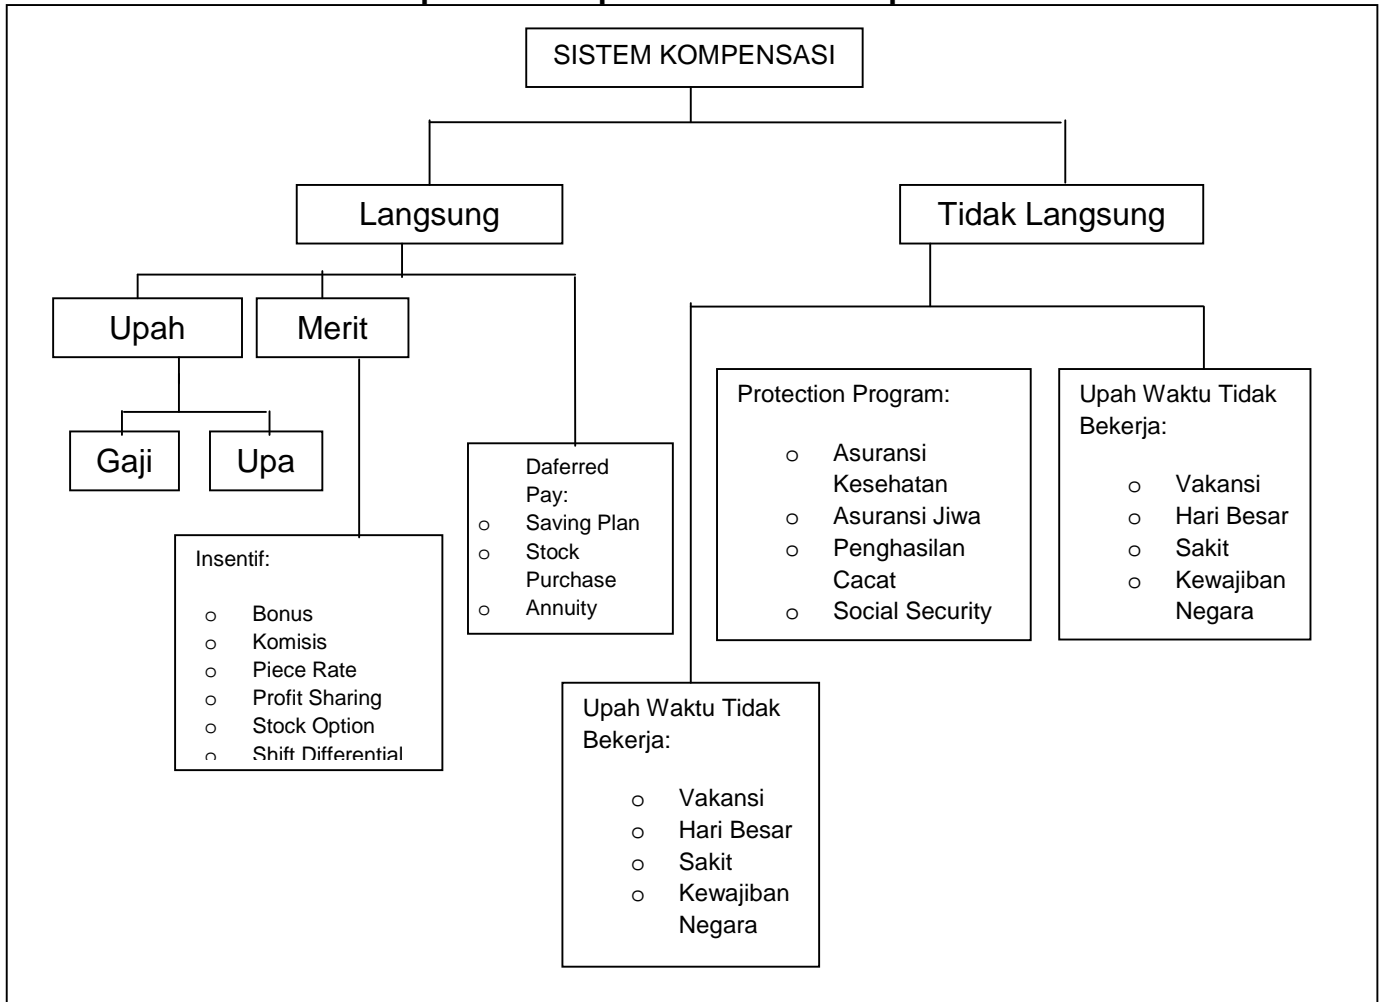 SISTEM KOMPENSASI
Langsung
Tidak Langsung
Upah
Merit
Gaji
Upa
Insentif:
o Bonus
o Komisis
o Piece Rate
o Profit Sharing
o Stock Option
o Shift Differential
Daferred
Pay:
o Saving Plan
o Stock
Purchase
o Annuity
Protection Program:
o Asuransi
Kesehatan
o Asuransi Jiwa
o Penghasilan
Cacat
o Social Security
Upah Waktu Tidak
Bekerja:
o Vakansi
o Hari Besar
o Sakit
o Kewajiban
Negara
Upah Waktu Tidak
Bekerja:
o Vakansi
o Hari Besar
o Sakit
o Kewajiban
Negara